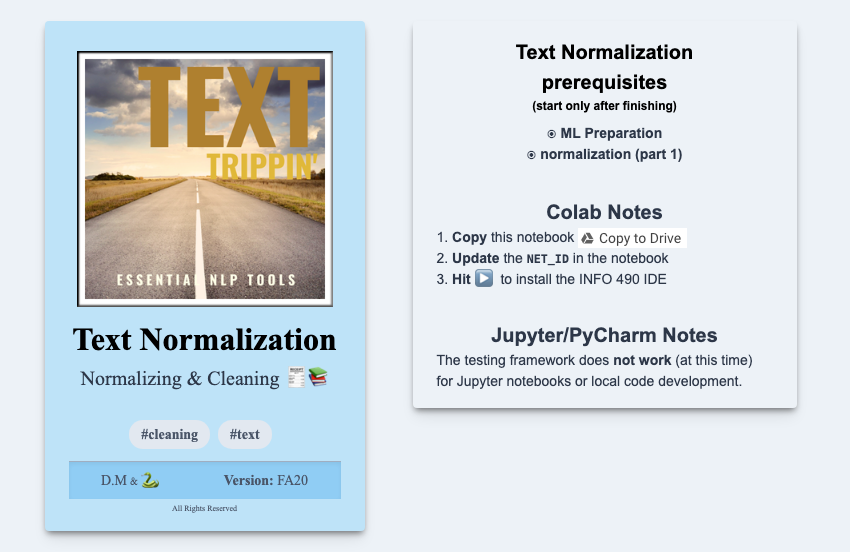 TEXT
TRIPPIN'
ESSENTIAL NLP TOOLS
Text Normalization
Normalizing & Cleaning
#cleaning #text
D.M & Version: FA20
All Rights Reserved
Text Normalization
prerequisites
(start only after finishing)
ML Preparation
normalization (part 1)
Colab Notes
1. Copy this notebook Copy to Drive
2. Update the NET_ID in the notebook
3. Hit to install the INFO 490 IDE
Jupyter/PyCharm Notes
The testing framework does not work (at this time)
for Jupyter notebooks or local code development.